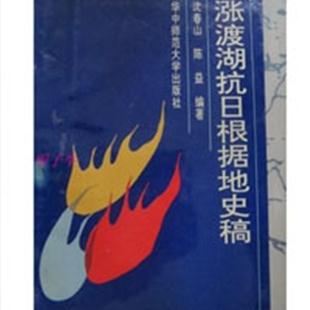 涨渡湖抗日根据地史稿
沈春山 陈益 编著
华中师范大学出版社